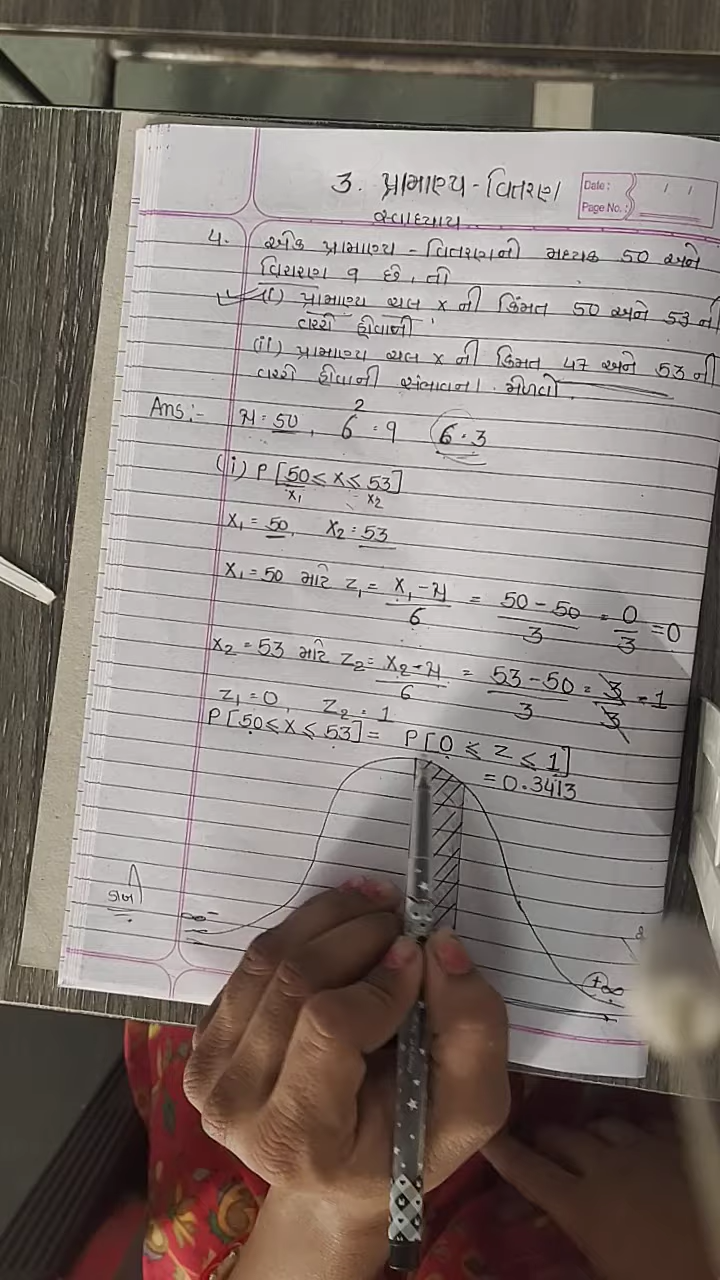 3. પ્રામાણ્ય-વિતરણ
Date: / /
Page No.:
સ્વાધ્યાય
4. એક પ્રામાણ્ય-વિતરણનો મધ્યક 50 અને
વિચરણ 9 છે, તો
(i) પ્રામાણ્ય ચલ x ની કિંમત 50 અને 53 ની
વચ્ચે હોવાની
(ii) પ્રામાણ્ય ચલ x ની કિંમત 47 અને 53 ની
વચ્ચે હોવાની સંભાવના મેળવો.
Ans:- μ = 50, σ² = 9 σ = 3
(i) P[50 ≤ x ≤ 53]
x₁ x₂
x₁ = 50, x₂ = 53
x₁ = 50 માટે z₁ = x₁-μ/σ = 50-50/3 = 0/3 = 0
x₂ = 53 માટે z₂ = x₂-μ/σ = 53-50/3 = 3/3 = 1
z₁ = 0, z₂ = 1
P[50 ≤ x ≤ 53] = P[0 ≤ z ≤ 1]
= 0.3413
-∞
+∞